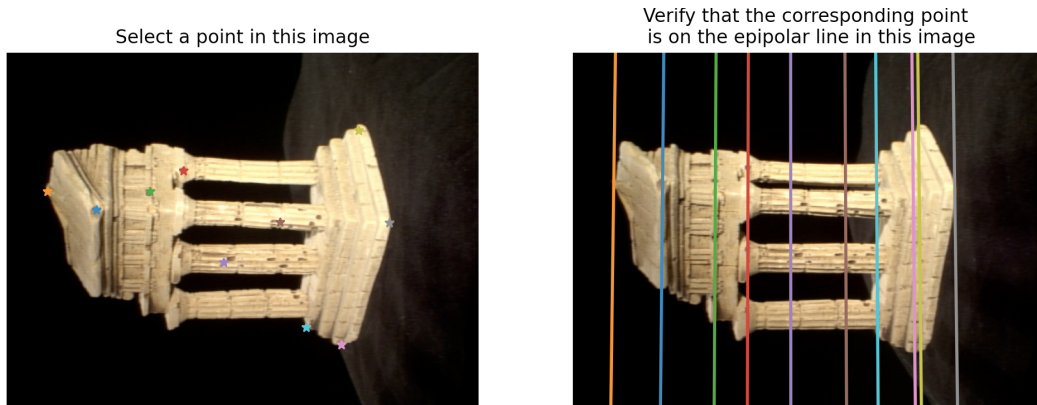 Select a point in this image
Verify that the corresponding point
is on the epipolar line in this image